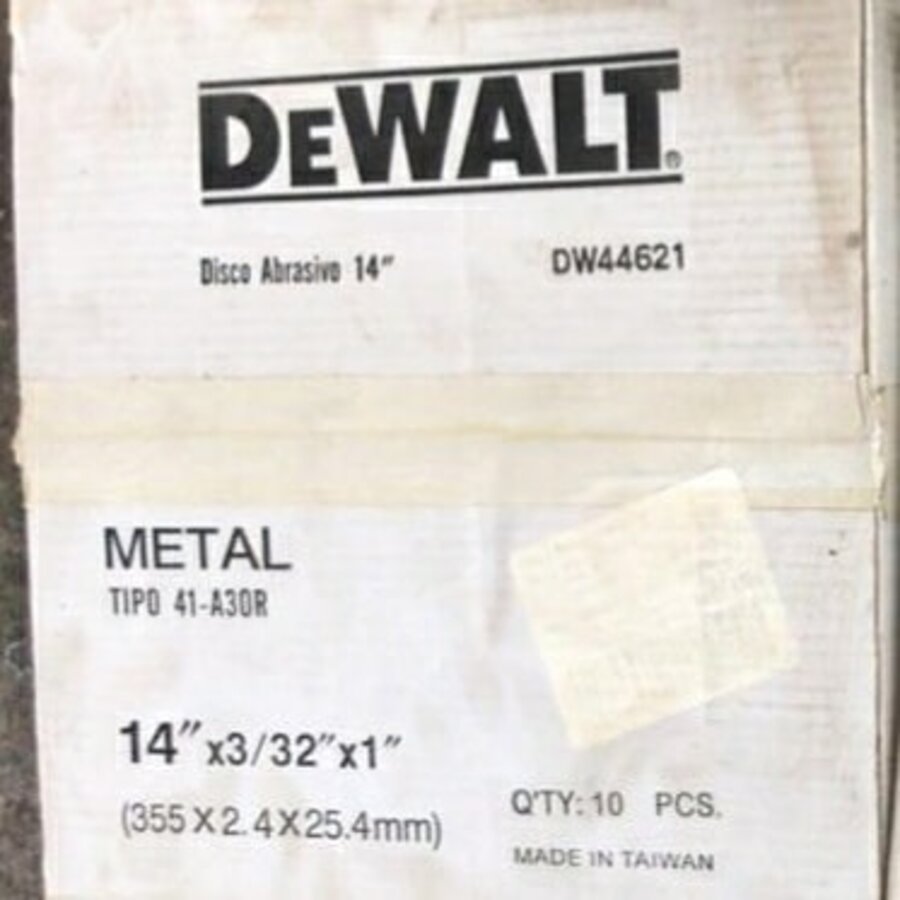 DEWALT®
Disco Abrasivo 14" DW44621
METAL
TIPO 41-A30R
14"x3/32"x1"
(355X2.4X25.4mm)
Q'TY: 10 PCS.
MADE IN TAIWAN